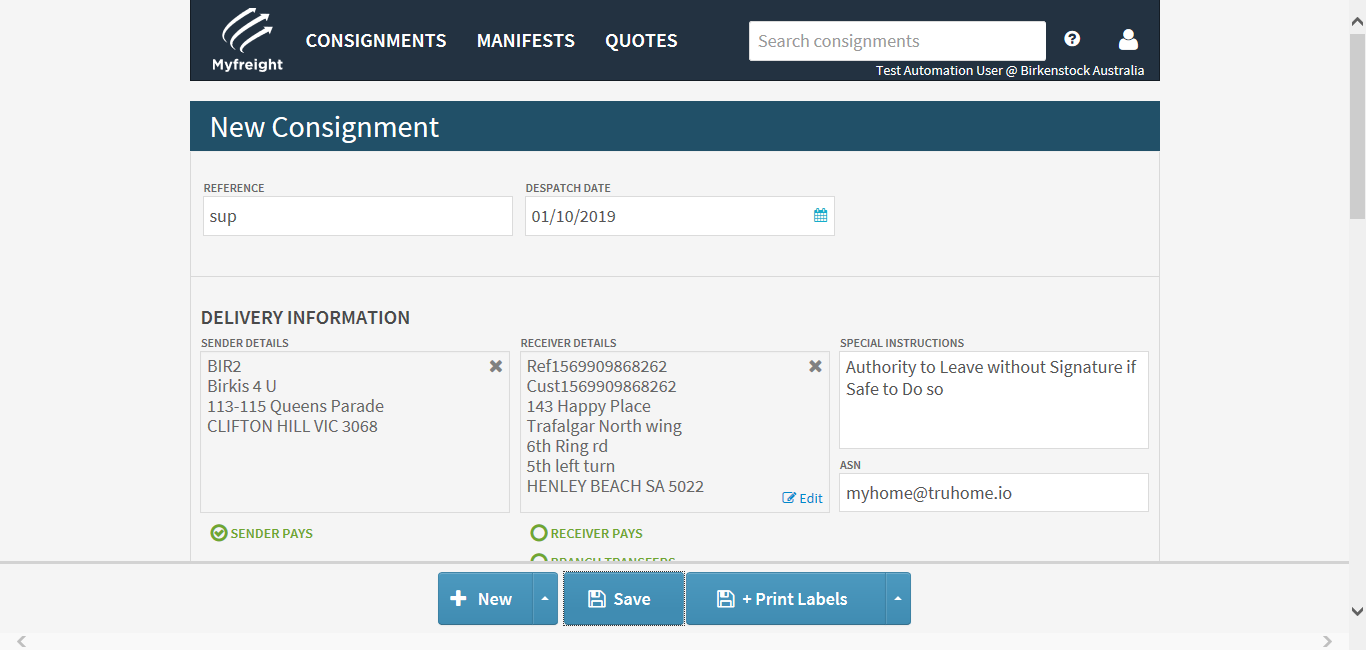 Myfreight
CONSIGNMENTS
MANIFESTS
QUOTES
Search consignments
Test Automation User @ Birkenstock Australia
New Consignment
REFERENCE
sup
DESPATCH DATE
01/10/2019
DELIVERY INFORMATION
SENDER DETAILS
BIR2
Birkis 4 U
113-115 Queens Parade
CLIFTON HILL VIC 3068
SENDER PAYS
RECEIVER DETAILS
Ref1569909868262
Cust1569909868262
143 Happy Place
Trafalgar North wing
6th Ring rd
5th left turn
HENLEY BEACH SA 5022
Edit
RECEIVER PAYS
BRANCH TRANSFERS
SPECIAL INSTRUCTIONS
Authority to Leave without Signature if
Safe to Do so
ASN
myhome@truhome.io
New
Save
+ Print Labels